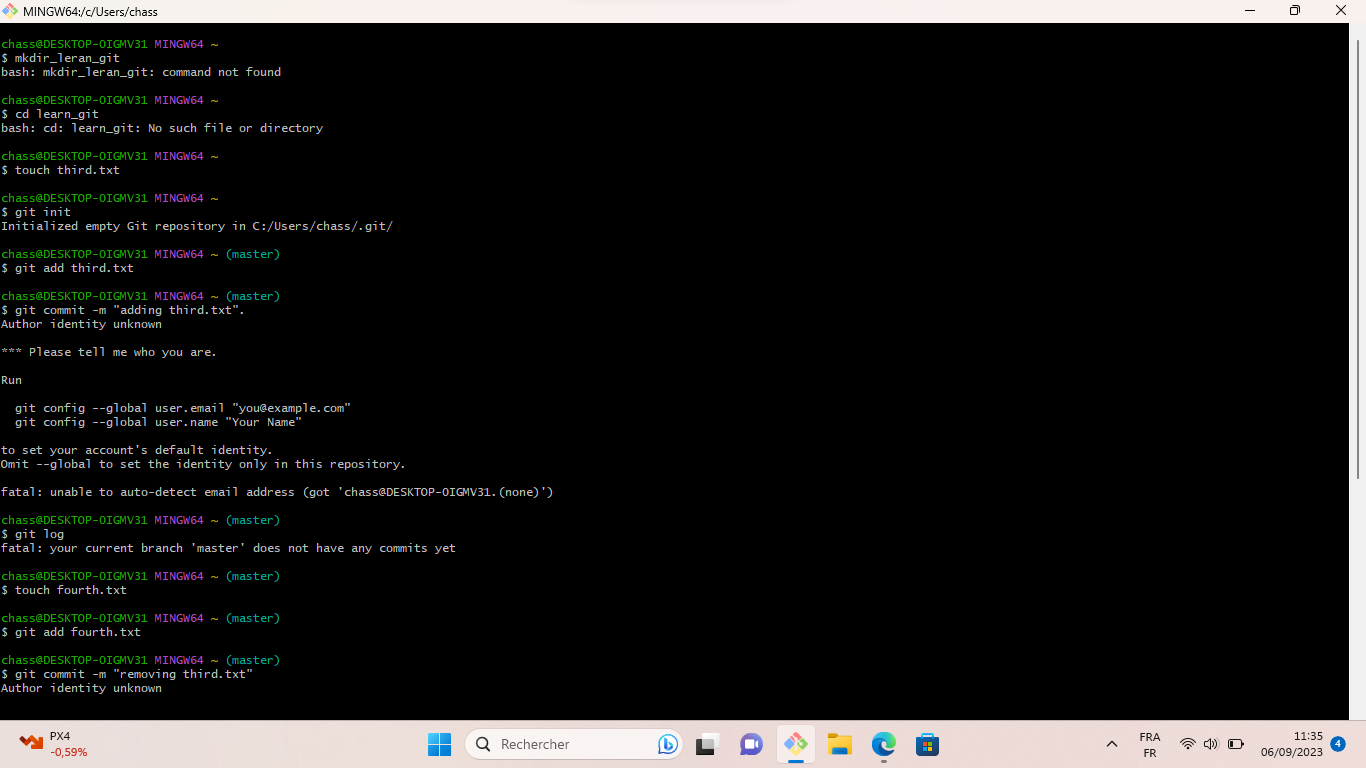 MINGW64:/c/Users/chass
chass@DESKTOP-OIGMV31 MINGW64 ~
$ mkdir_leran_git
bash: mkdir_leran_git: command not found
chass@DESKTOP-OIGMV31 MINGW64 ~
$ cd learn_git
bash: cd: learn_git: No such file or directory
chass@DESKTOP-OIGMV31 MINGW64 ~
$ touch third.txt
chass@DESKTOP-OIGMV31 MINGW64 ~
$ git init
Initialized empty Git repository in C:/Users/chass/.git/
chass@DESKTOP-OIGMV31 MINGW64 ~ (master)
$ git add third.txt
chass@DESKTOP-OIGMV31 MINGW64 ~ (master)
$ git commit -m "adding third.txt".
Author identity unknown
*** Please tell me who you are.
Run
git config --global user.email "you@example.com"
git config --global user.name "Your Name"
to set your account's default identity.
Omit --global to set the identity only in this repository.
fatal: unable to auto-detect email address (got 'chass@DESKTOP-OIGMV31.(none)')
chass@DESKTOP-OIGMV31 MINGW64 ~ (master)
$ git log
fatal: your current branch 'master' does not have any commits yet
chass@DESKTOP-OIGMV31 MINGW64 ~ (master)
$ touch fourth.txt
chass@DESKTOP-OIGMV31 MINGW64 ~ (master)
$ git add fourth.txt
chass@DESKTOP-OIGMV31 MINGW64 ~ (master)
$ git commit -m "removing third.txt"
Author identity unknown
PX4
-0,59%
Rechercher
FRA
FR
11:35
06/09/2023
4